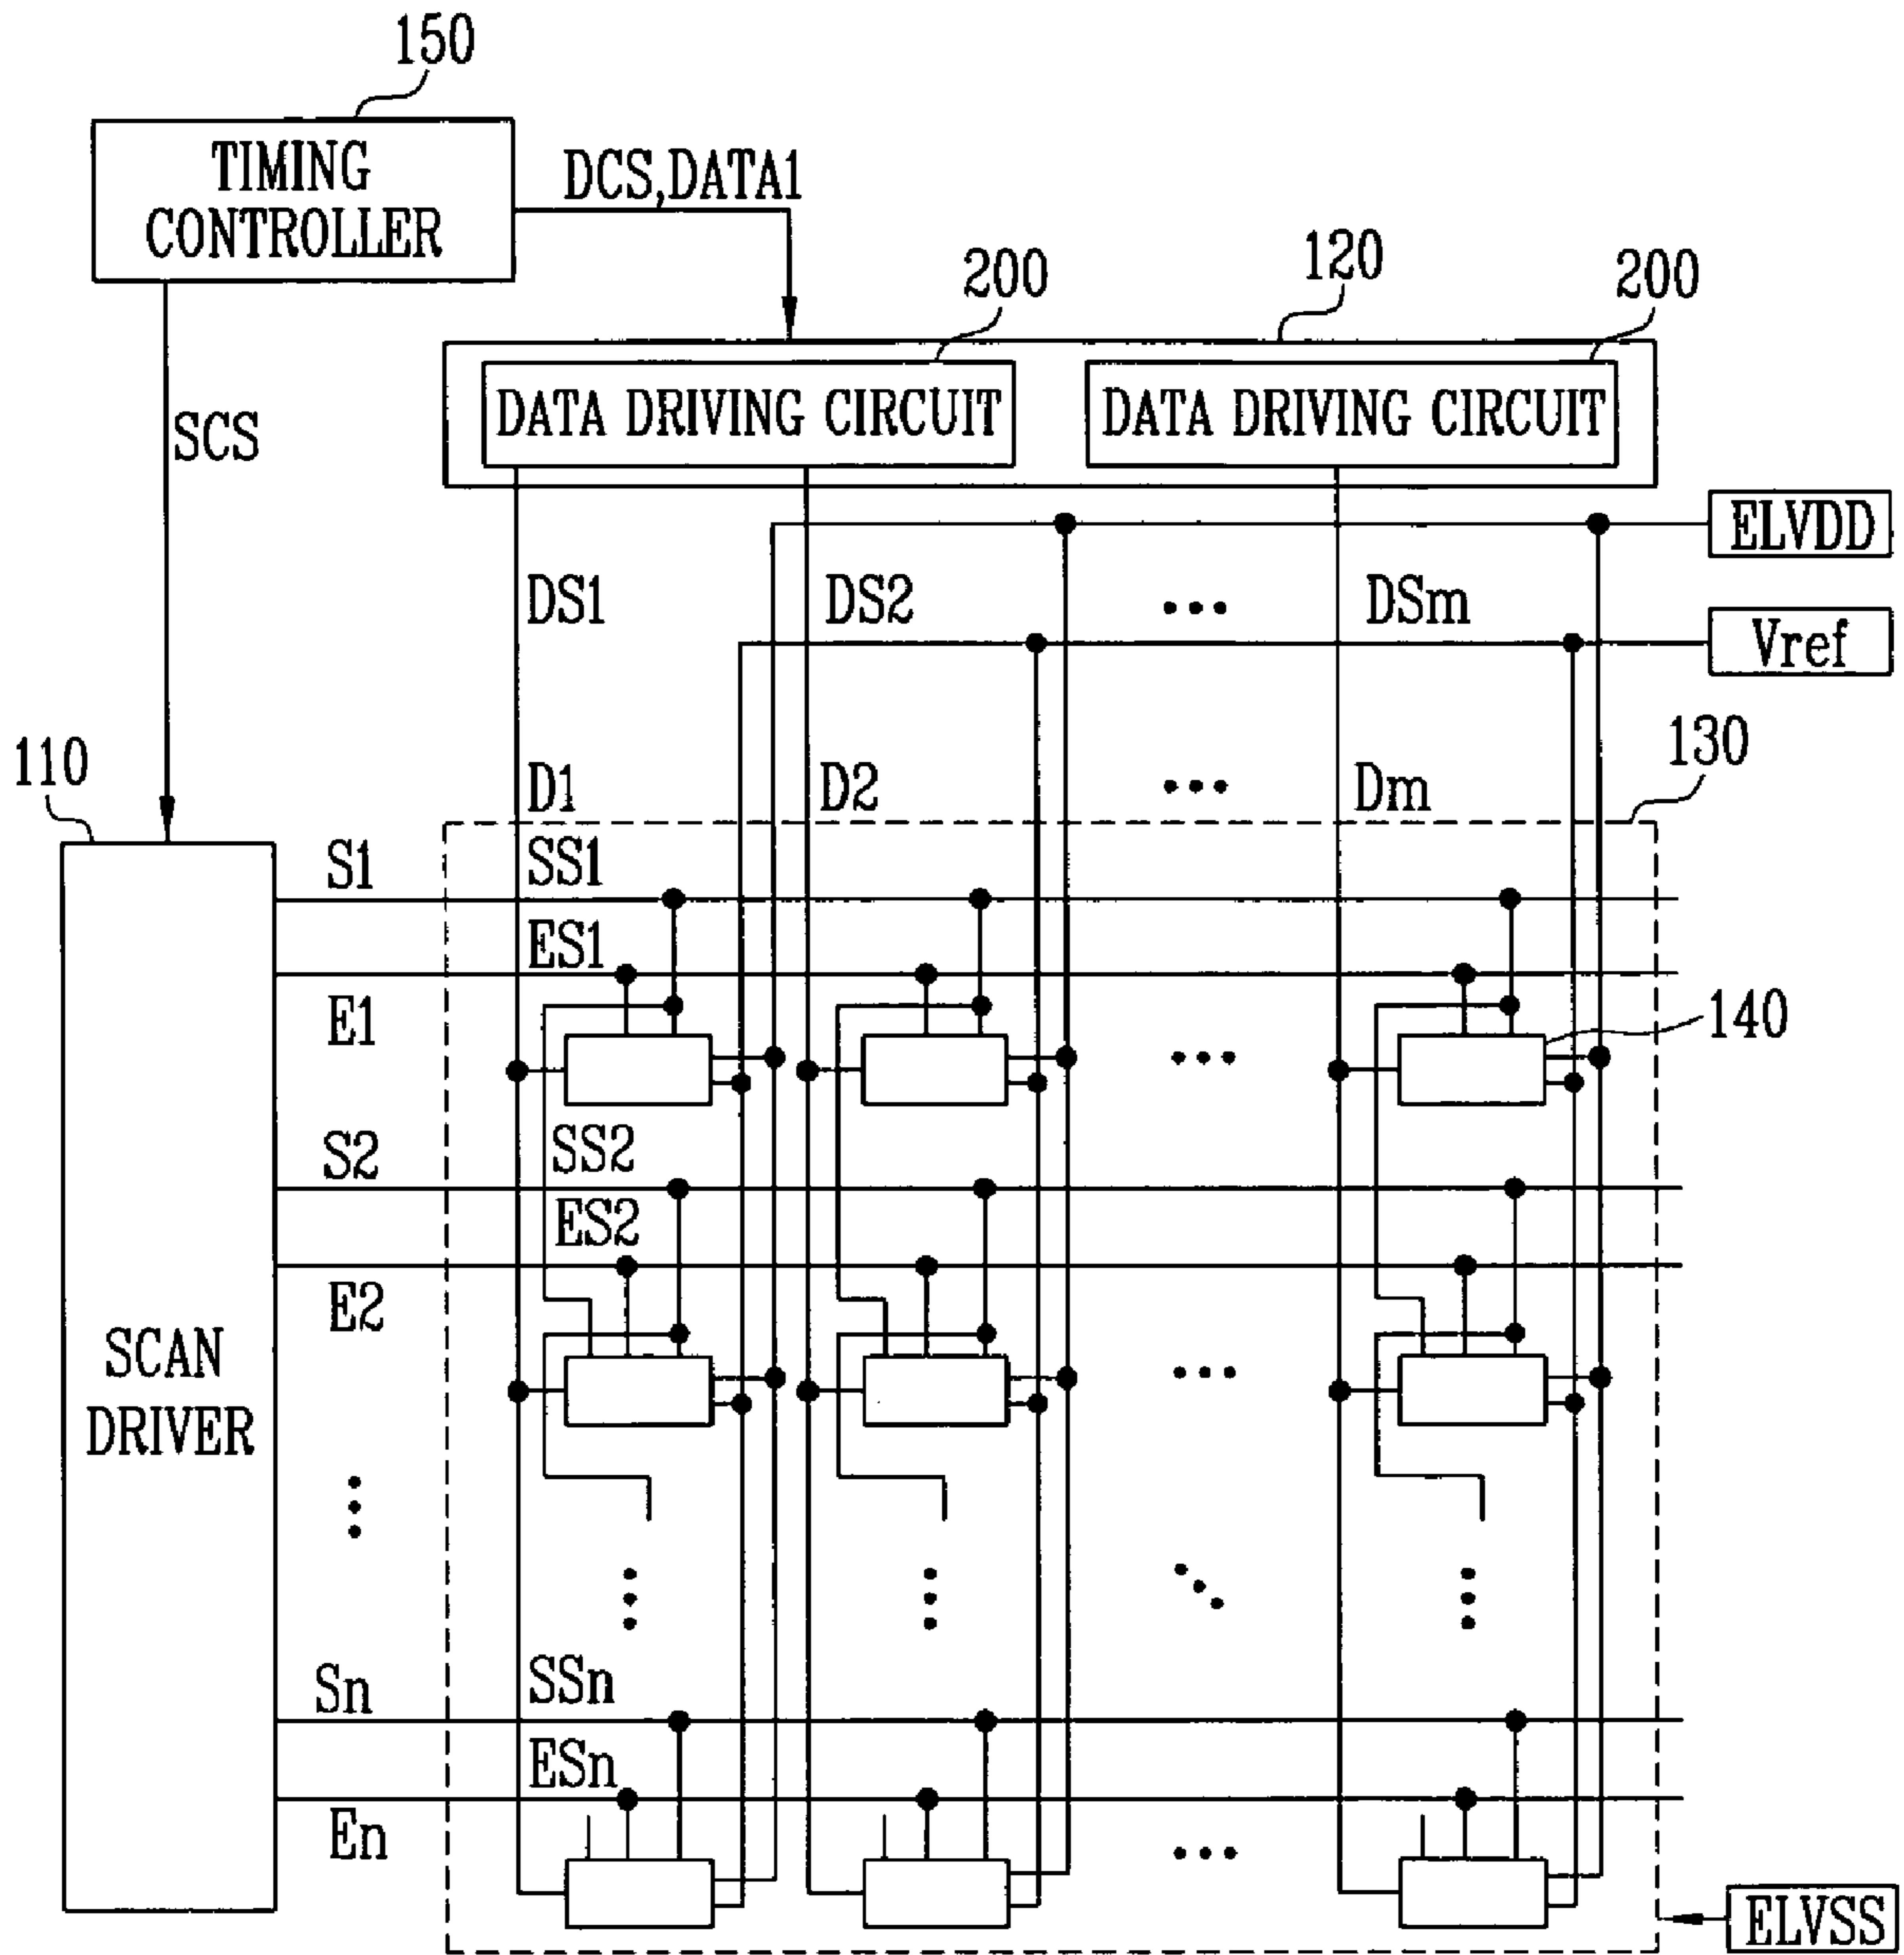 150
TIMING
CONTROLLER
DCS,DATA1
200
120
200
DATA DRIVING CIRCUIT
DATA DRIVING CIRCUIT
SCS
ELVDD
DS1
DS2
DSm
Vref
130
110
D1
D2
Dm
S1
SS1
ES1
E1
140
S2
SS2
ES2
E2
SCAN
DRIVER
Sn
SSn
ESn
En
ELVSS